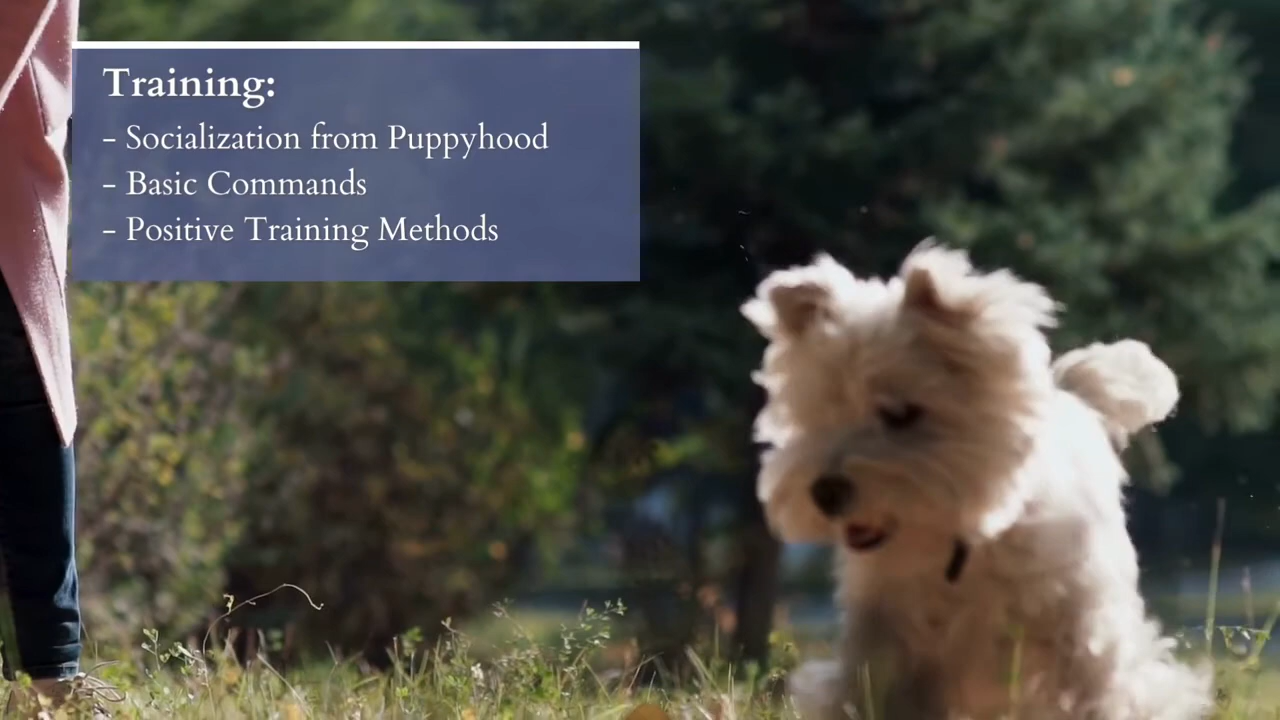 Training:
- Socialization from Puppyhood
- Basic Commands
- Positive Training Methods